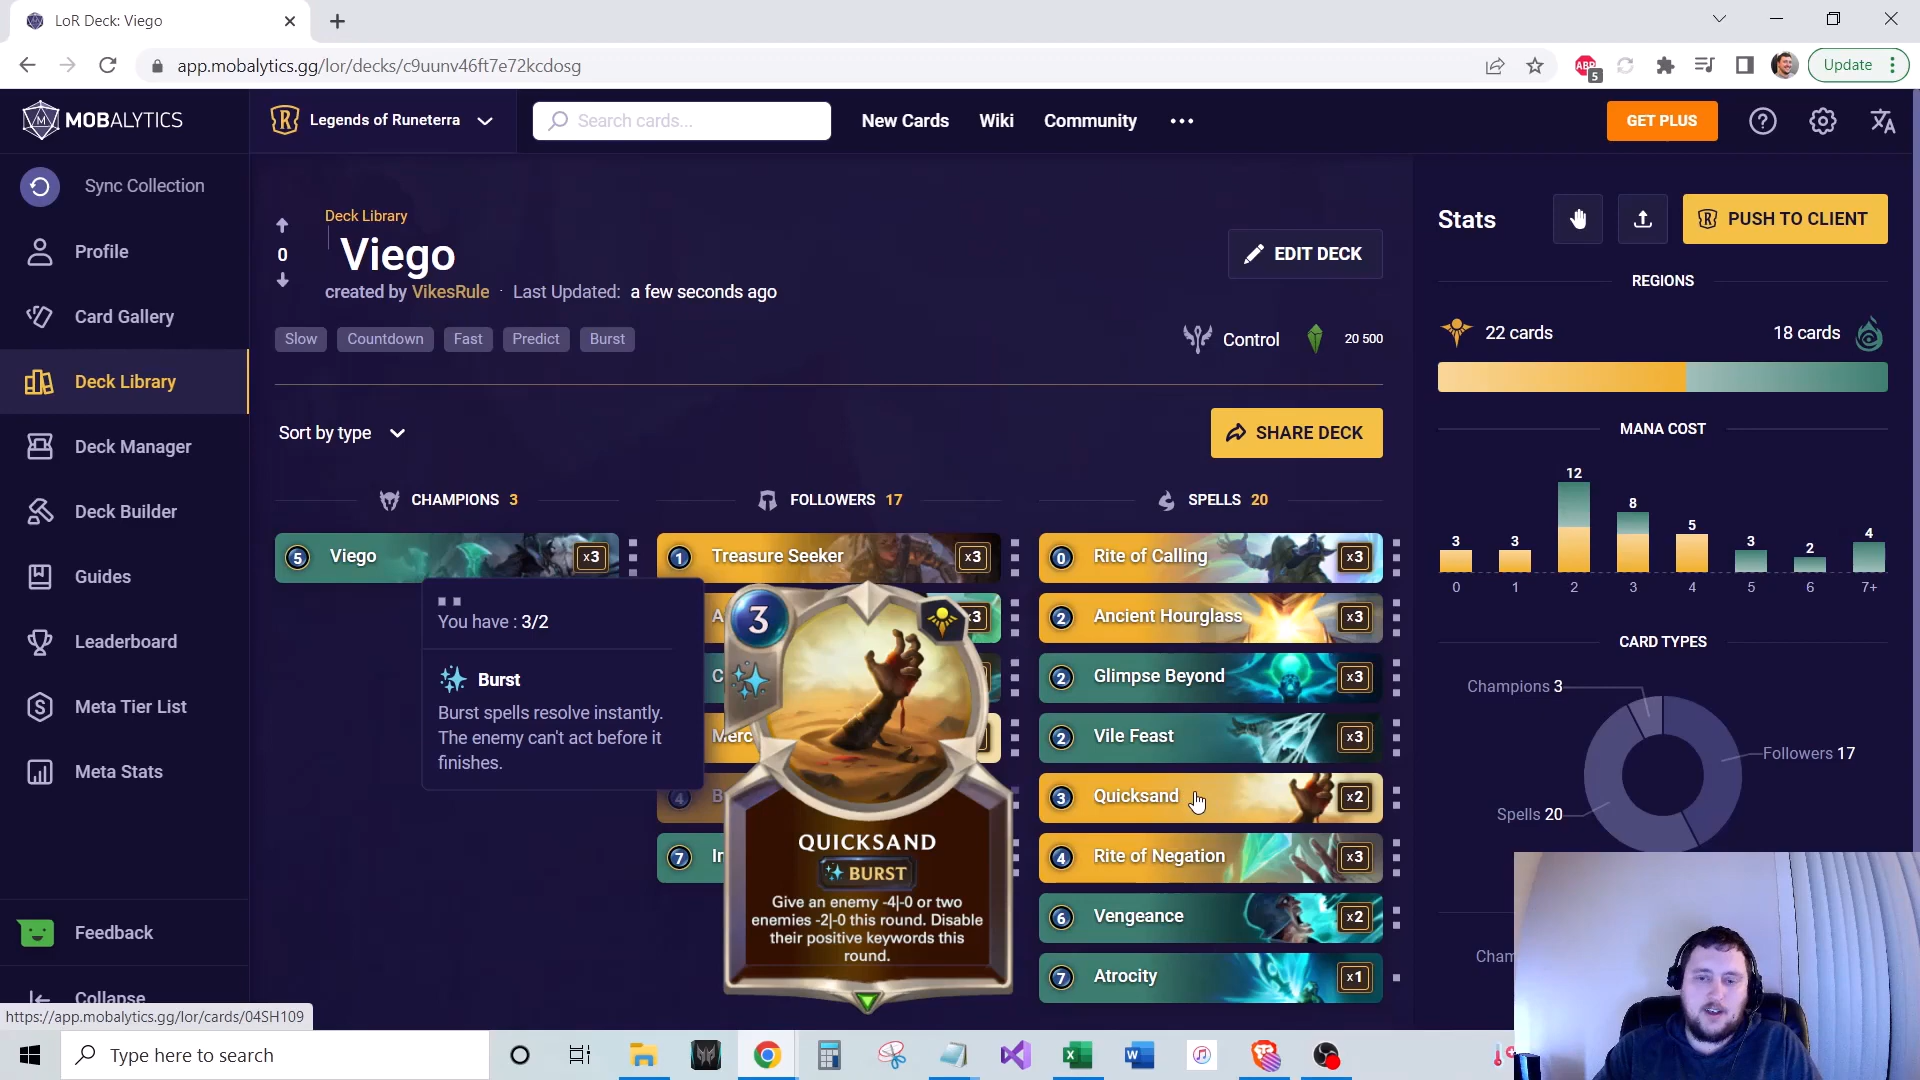 LoR Deck: Viego
app.mobalytics.gg/lor/decks/c9uunv46ft7e72kcdosg
ABP
5
Update
MOBALYTICS
Legends of Runeterra
Search cards...
New Cards
Wiki
Community
GET PLUS
Sync Collection
Profile
Card Gallery
Deck Library
Deck Manager
Deck Builder
Guides
Leaderboard
Meta Tier List
Meta Stats
Feedback
Collapse
https://app.mobalytics.gg/lor/cards/04SH109
Deck Library
0
Viego
created by VikesRule · Last Updated: a few seconds ago
EDIT DECK
Slow
Countdown
Fast
Predict
Burst
Control
20 500
Sort by type
SHARE DECK
CHAMPIONS 3
5 Viego x3
You have : 3/2
Burst
Burst spells resolve instantly.
The enemy can't act before it
finishes.
FOLLOWERS 17
1 Treasure Seeker x3
A x3
C
Merc
4 B
7 Ir
3
QUICKSAND
BURST
Give an enemy -4|-0 or two
enemies -2|-0 this round. Disable
their positive keywords this
round.
SPELLS 20
0 Rite of Calling x3
2 Ancient Hourglass x3
2 Glimpse Beyond x3
2 Vile Feast x3
3 Quicksand x2
4 Rite of Negation x3
6 Vengeance x2
7 Atrocity x1
Stats
PUSH TO CLIENT
REGIONS
22 cards
18 cards
MANA COST
3 3 12 8 5 3 2 4
0 1 2 3 4 5 6 7+
CARD TYPES
Champions 3
Followers 17
Spells 20
Cham
Type here to search